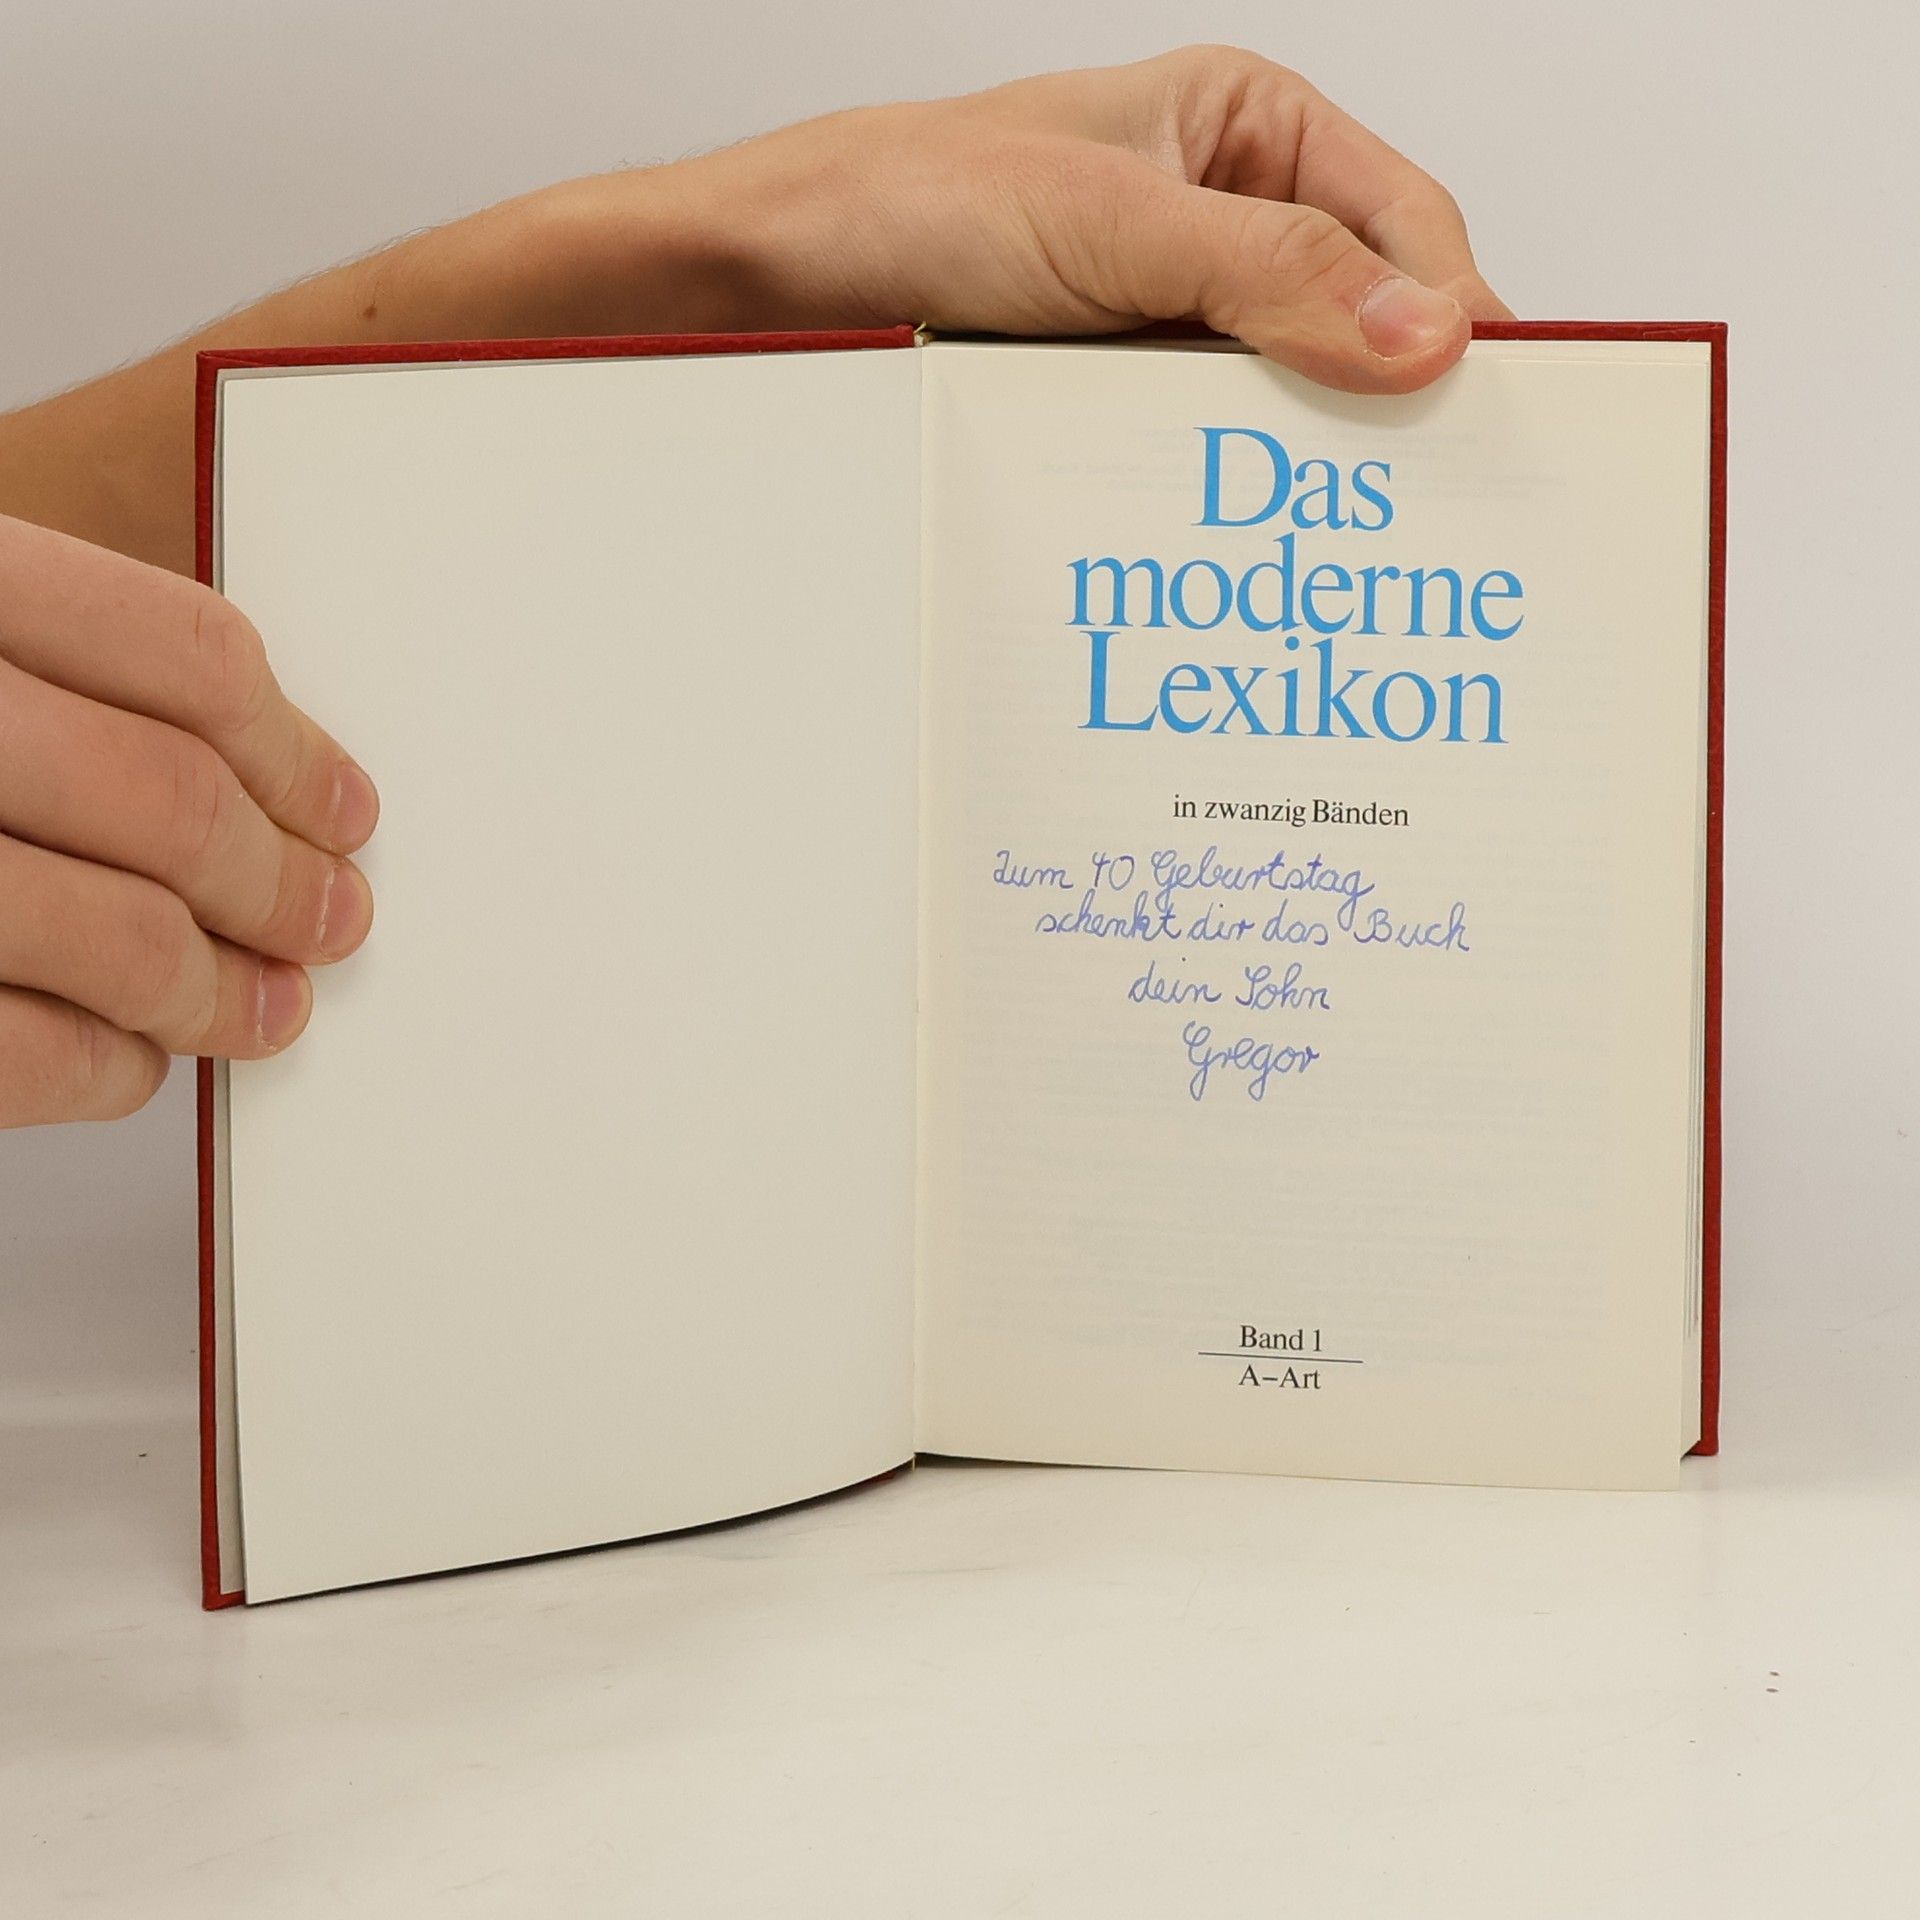 Das
moderne
Lexikon
in zwanzig Bänden
Zum 40 Geburtstag
schenkt dir das Buch
dein Sohn
Gregor
Band 1
A–Art